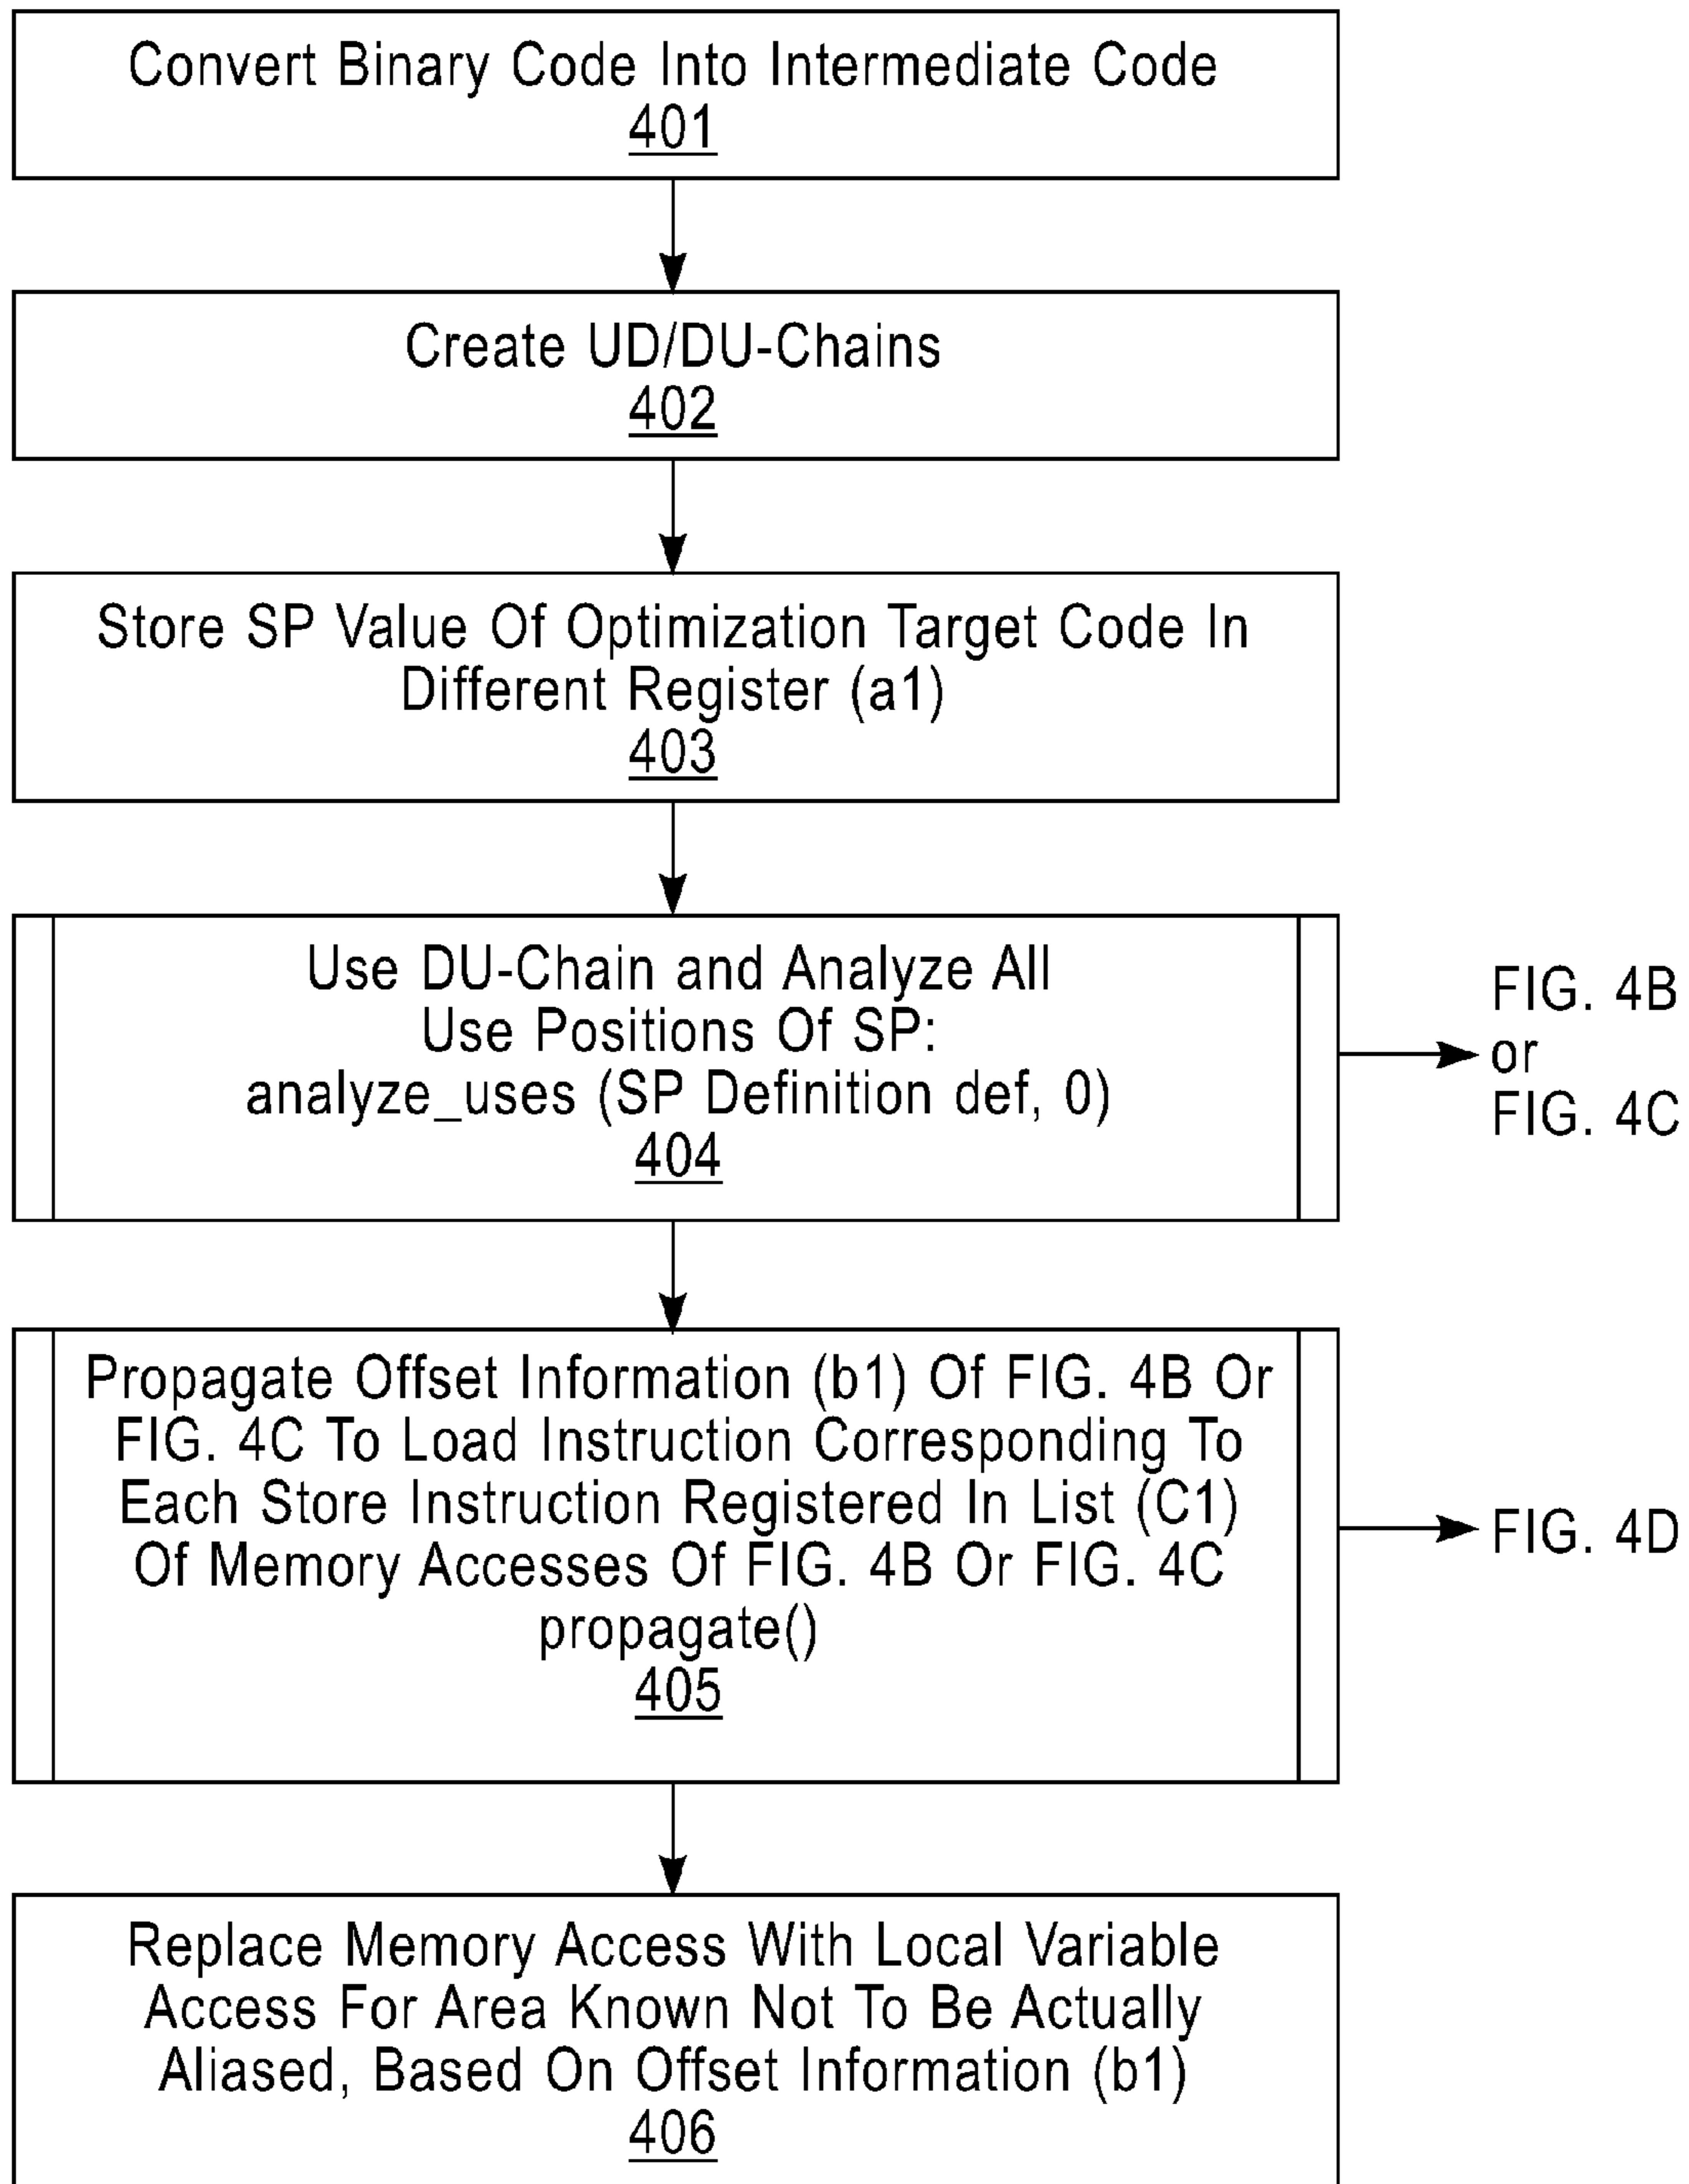 Convert Binary Code Into Intermediate Code
401
Create UD/DU-Chains
402
Store SP Value Of Optimization Target Code In
Different Register (a1)
403
Use DU-Chain and Analyze All
Use Positions Of SP:
analyze_uses (SP Definition def, 0)
404
FIG. 4B
or
FIG. 4C
Propagate Offset Information (b1) Of FIG. 4B Or
FIG. 4C To Load Instruction Corresponding To
Each Store Instruction Registered In List (C1)
Of Memory Accesses Of FIG. 4B Or FIG. 4C
propagate()
405
FIG. 4D
Replace Memory Access With Local Variable
Access For Area Known Not To Be Actually
Aliased, Based On Offset Information (b1)
406